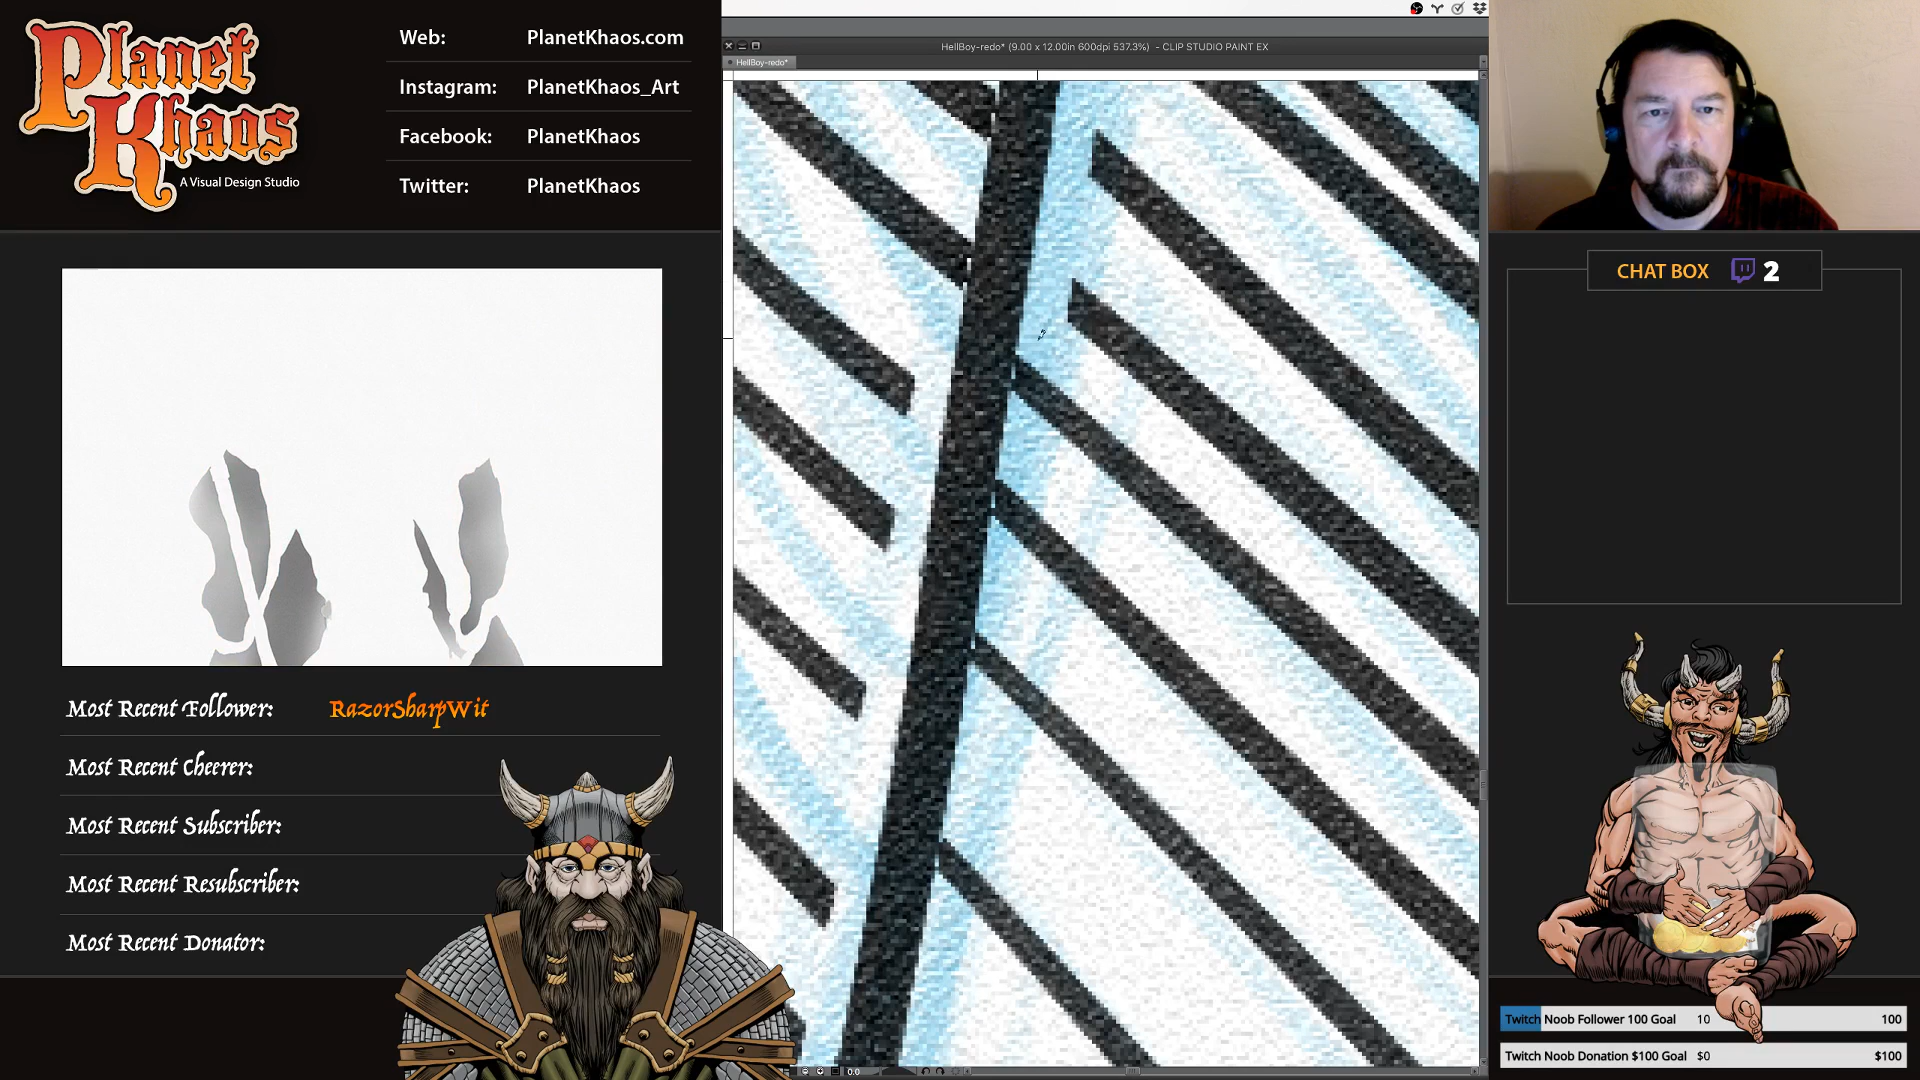 Planet
Khaos
A Visual Design Studio
Web: PlanetKhaos.com
Instagram: PlanetKhaos_Art
Facebook: PlanetKhaos
Twitter: PlanetKhaos
HellBoy-redo* (9.00 x 12.00in 600dpi 537.3%) - CLIP STUDIO PAINT EX
HellBoy-redo*
CHAT BOX 2
Most Recent Follower: RazorSharpWit
Most Recent Cheerer:
Most Recent Subscriber:
Most Recent Resubscriber:
Most Recent Donator:
0:0
Twitch Noob Follower 100 Goal 10 100
Twitch Noob Donation $100 Goal $0 $100